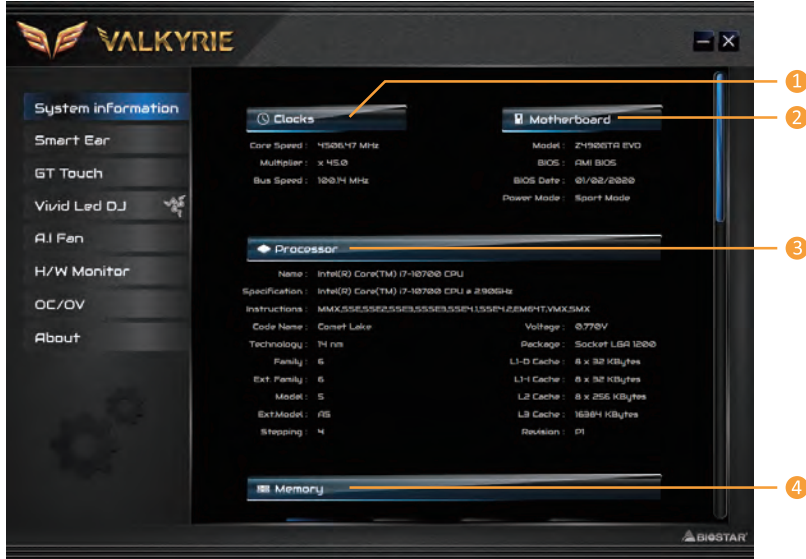 VALKYRIE
System information
Smart Ear
GT Touch
Vivid Led DJ
A.I Fan
H/W Monitor
OC/OV
About
Clocks
1
Core Speed : 4506.47 MHz
Multiplier : x 45.0
Bus Speed : 100.14 MHz
Motherboard
2
Model : Z490GTA EVO
BIOS : AMI BIOS
BIOS Date : 01/02/2020
Power Mode : Sport Mode
Processor
3
Name : Intel(R) Core(TM) i7-10700 CPU
Specification : Intel(R) Core(TM) i7-10700 CPU @ 2.90GHz
Instructions : MMX,SSE,SSE2,SSE3,SSSE3,SSE4.1,SSE4.2,EM64T,VMX,SMX
Code Name : Comet Lake
Technology : 14 nm
Family : 6
Ext. Family : 6
Model : 5
Ext.Model : A5
Stepping : 4
Voltage : 0.770V
Package : Socket LGA 1200
L1-D Cache : 8 x 32 KBytes
L1-I Cache : 8 x 32 KBytes
L2 Cache : 8 x 256 KBytes
L3 Cache : 16384 KBytes
Revision : P1
Memory
4
BIOSTAR